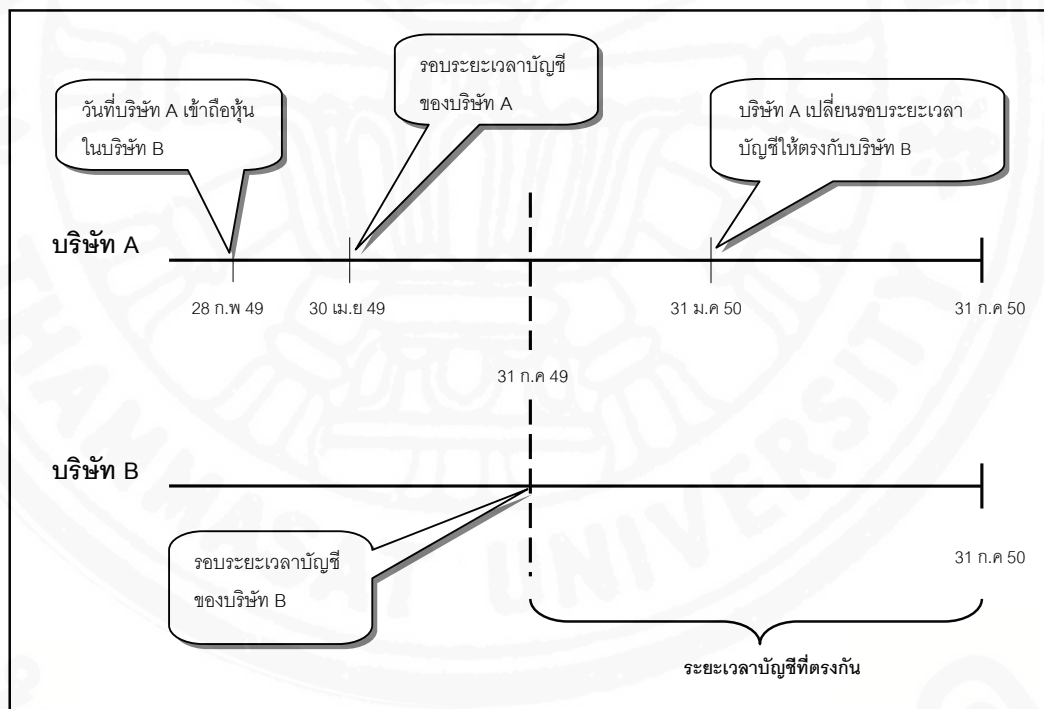 รอบระยะเวลาบัญชี
ของบริษัท A
วันที่บริษัท A เข้าถือหุ้น
ในบริษัท B
บริษัท A เปลี่ยนรอบระยะเวลา
บัญชีให้ตรงกับบริษัท B
บริษัท A
28 ก.พ 49
30 เม.ย 49
31 ม.ค 50
31 ก.ค 50
31 ก.ค 49
บริษัท B
รอบระยะเวลาบัญชี
ของบริษัท B
31 ก.ค 50
ระยะเวลาบัญชีที่ตรงกัน
THAMMASAT UNIVERSITY